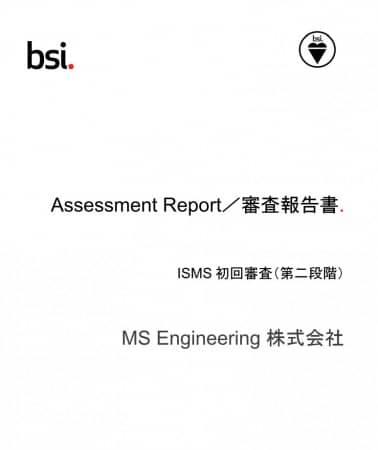 bsi.
bsi.
Assessment Report／審査報告書.
ISMS 初回審査（第二段階）
MS Engineering 株式会社